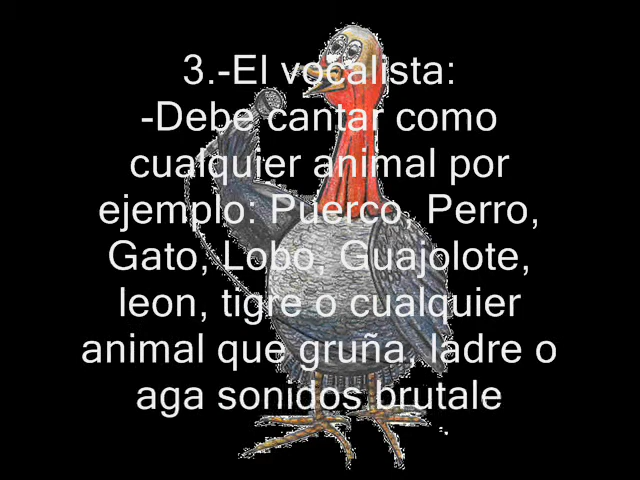 3.-El vocalista:
-Debe cantar como
cualquier animal por
ejemplo: Puerco, Perro,
Gato, Lobo, Guajolote,
leon, tigre o cualquier
animal que gruña, ladre o
aga sonidos brutale